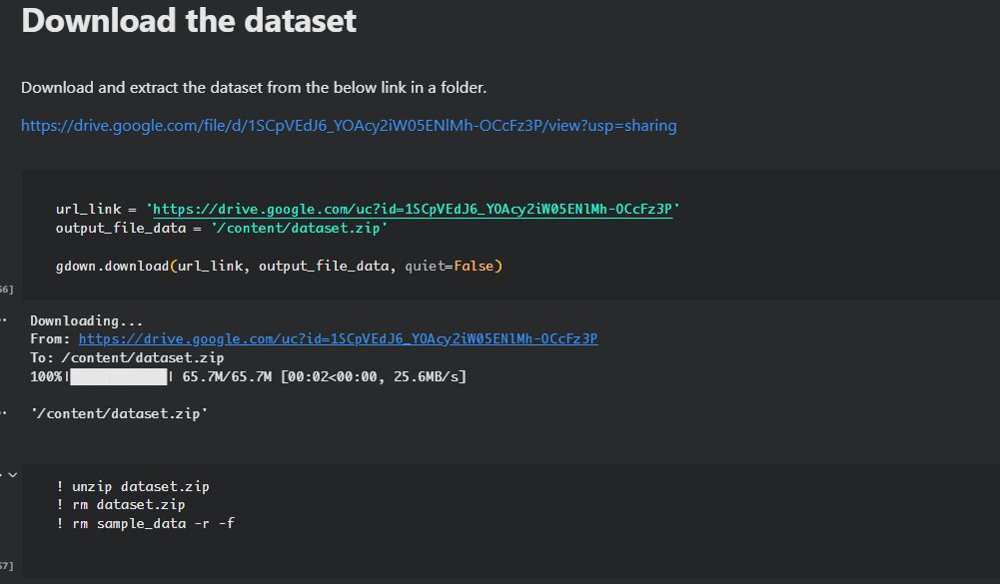 Download the dataset
Download and extract the dataset from the below link in a folder.
https://drive.google.com/file/d/1SCpVEdJ6_YOAcy2iW05ENlMh-OCcFz3P/view?usp=sharing
url_link = 'https://drive.google.com/uc?id=1SCpVEdJ6_YOAcy2iW05ENlMh-OCcFz3P'
output_file_data = '/content/dataset.zip'
gdown.download(url_link, output_file_data, quiet=False)
56]
Downloading...
From: https://drive.google.com/uc?id=1SCpVEdJ6_YOAcy2iW05ENlMh-OCcFz3P
To: /content/dataset.zip
100%|██████████| 65.7M/65.7M [00:02<00:00, 25.6MB/s]
'/content/dataset.zip'
! unzip dataset.zip
! rm dataset.zip
! rm sample_data -r -f
57]